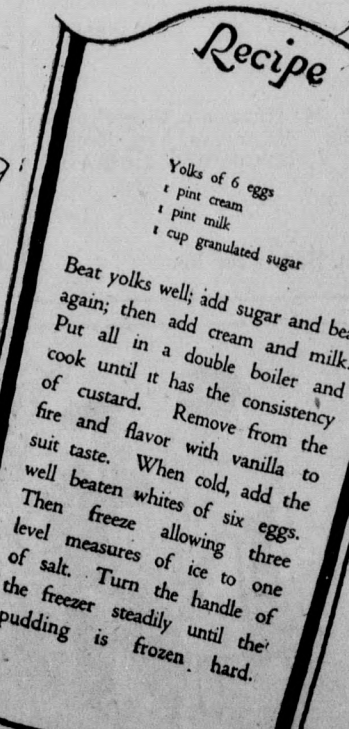 Recipe
Yolks of 6 eggs
1 pint cream
1 pint milk
1 cup granulated sugar
Beat yolks well; add sugar and
again; then add cream and milk.
Put all in a double boiler and
cook until it has the consistency
of custard. Remove from the
fire and flavor with vanilla to
suit taste. When cold, add the
well beaten whites of six eggs.
Then freeze allowing three
level measures of ice to one
of salt. Turn the handle of
the freezer steadily until the
pudding is frozen hard.